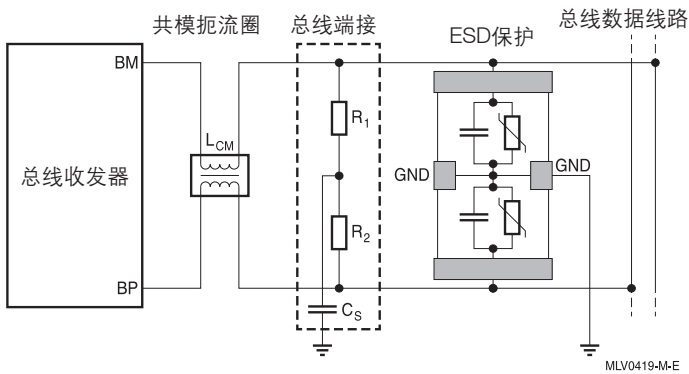 共模扼流圈
总线端接
ESD保护
总线数据线路
BM
R1
LCM
总线收发器
GND
GND
R2
BP
CS
MLV0419-M-E